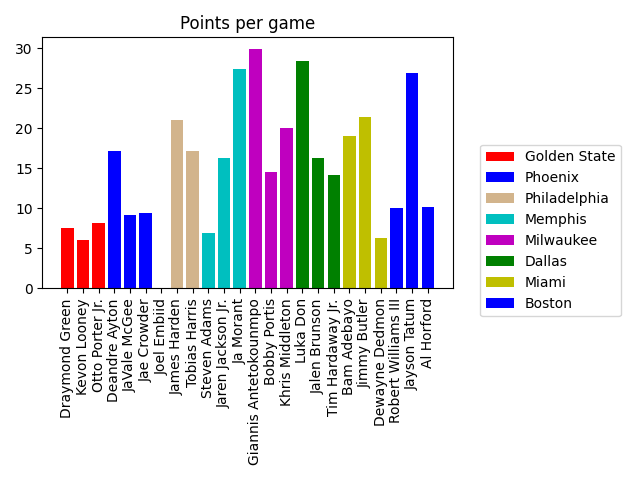 Points per game
30
25
20
15
10
5
0
Draymond Green
Kevon Looney
Otto Porter Jr.
Deandre Ayton
JaVale McGee
Jae Crowder
Joel Embiid
James Harden
Tobias Harris
Steven Adams
Jaren Jackson Jr.
Ja Morant
Giannis Antetokounmpo
Bobby Portis
Khris Middleton
Luka Don
Jalen Brunson
Tim Hardaway Jr.
Bam Adebayo
Jimmy Butler
Dewayne Dedmon
Robert Williams III
Jayson Tatum
Al Horford
Golden State
Phoenix
Philadelphia
Memphis
Milwaukee
Dallas
Miami
Boston